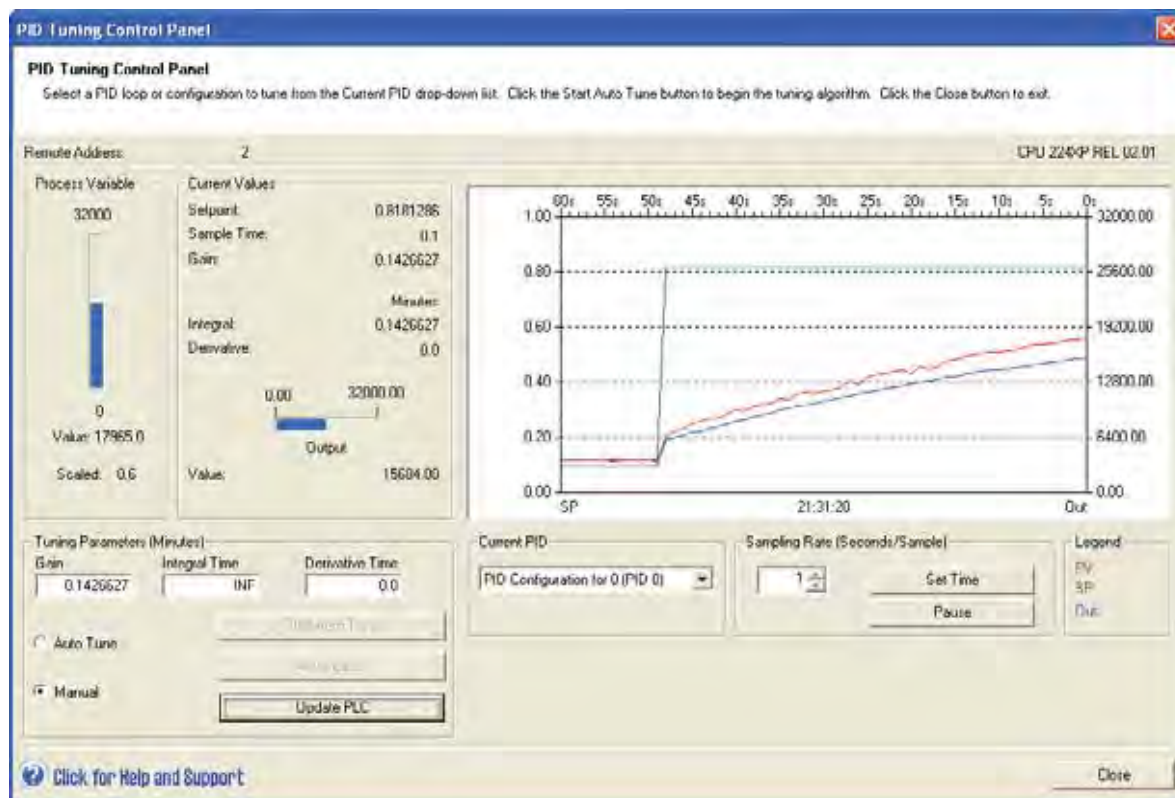 PID Tuning Control Panel
PID Tuning Control Panel
Select a PID loop or configuration to tune from the Current PID drop-down list. Click the Start Auto Tune button to begin the tuning algorithm. Click the Close button to exit.
Remote Address: 2
CPU 224XP REL 02.01
Process Variable
32000
0
Value: 17965.0
Scaled: 0.6
Current Values
Setpoint: 0.8181286
Sample Time: 0.1
Gain: 0.1426627
Minutes
Integral: 0.1426627
Derivative: 0.0
0.00 32000.00
Output
Value: 15604.00
60s 55s 50s 45s 40s 35s 30s 25s 20s 15s 10s 5s 0s
1.00 32000.00
0.80 25600.00
0.60 19200.00
0.40 12800.00
0.20 6400.00
0.00 0.00
SP 21:31:20 Out
Tuning Parameters (Minutes)
Gain Integral Time Derivative Time
0.1426627 INF 0.0
Auto Tune
Manual
Update PLC
Current PID
PID Configuration for 0 (PID 0)
Sampling Rate (Seconds/Sample)
1
Set Time
Pause
Legend
PV
SP
Out
Click for Help and Support
Close